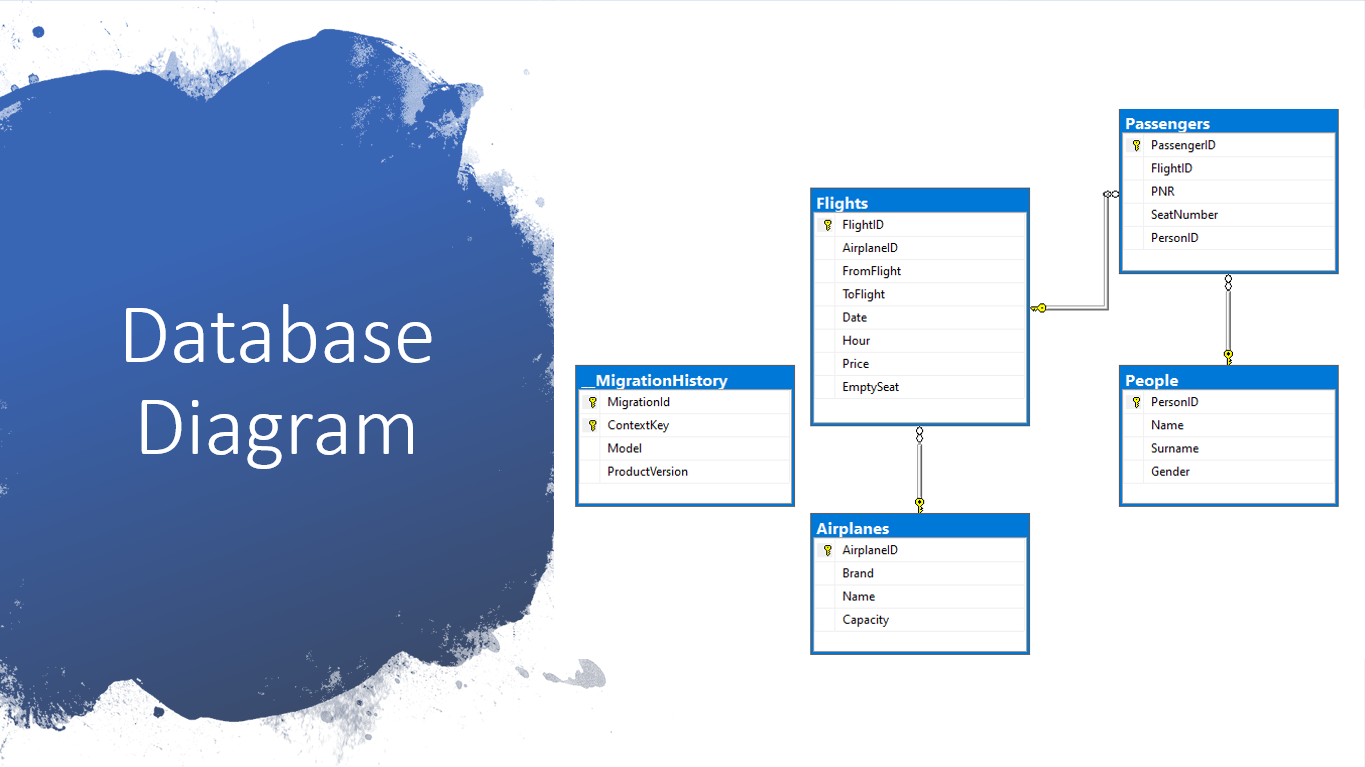 Database
Diagram
__MigrationHistory
MigrationId
ContextKey
Model
ProductVersion
Flights
FlightID
AirplaneID
FromFlight
ToFlight
Date
Hour
Price
EmptySeat
Airplanes
AirplaneID
Brand
Name
Capacity
Passengers
PassengerID
FlightID
PNR
SeatNumber
PersonID
People
PersonID
Name
Surname
Gender